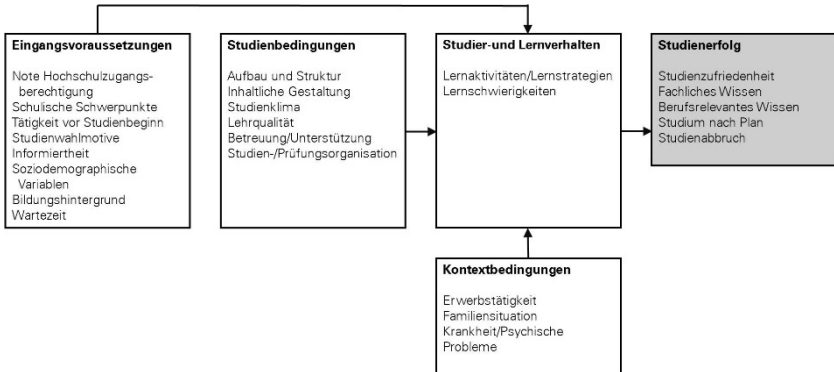 Eingangsvoraussetzungen
Note Hochschulzugangs-
berechtigung
Schulische Schwerpunkte
Tätigkeit vor Studienbeginn
Studienwahlmotive
Informiertheit
Soziodemographische
Variablen
Bildungshintergrund
Wartezeit
Studienbedingungen
Aufbau und Struktur
Inhaltliche Gestaltung
Studienklima
Lehrqualität
Betreuung/Unterstützung
Studien-/Prüfungsorganisation
Studier-und Lernverhalten
Lernaktivitäten/Lernstrategien
Lernschwierigkeiten
Studienerfolg
Studienzufriedenheit
Fachliches Wissen
Berufsrelevantes Wissen
Studium nach Plan
Studienabbruch
Kontextbedingungen
Erwerbstätigkeit
Familiensituation
Krankheit/Psychische
Probleme